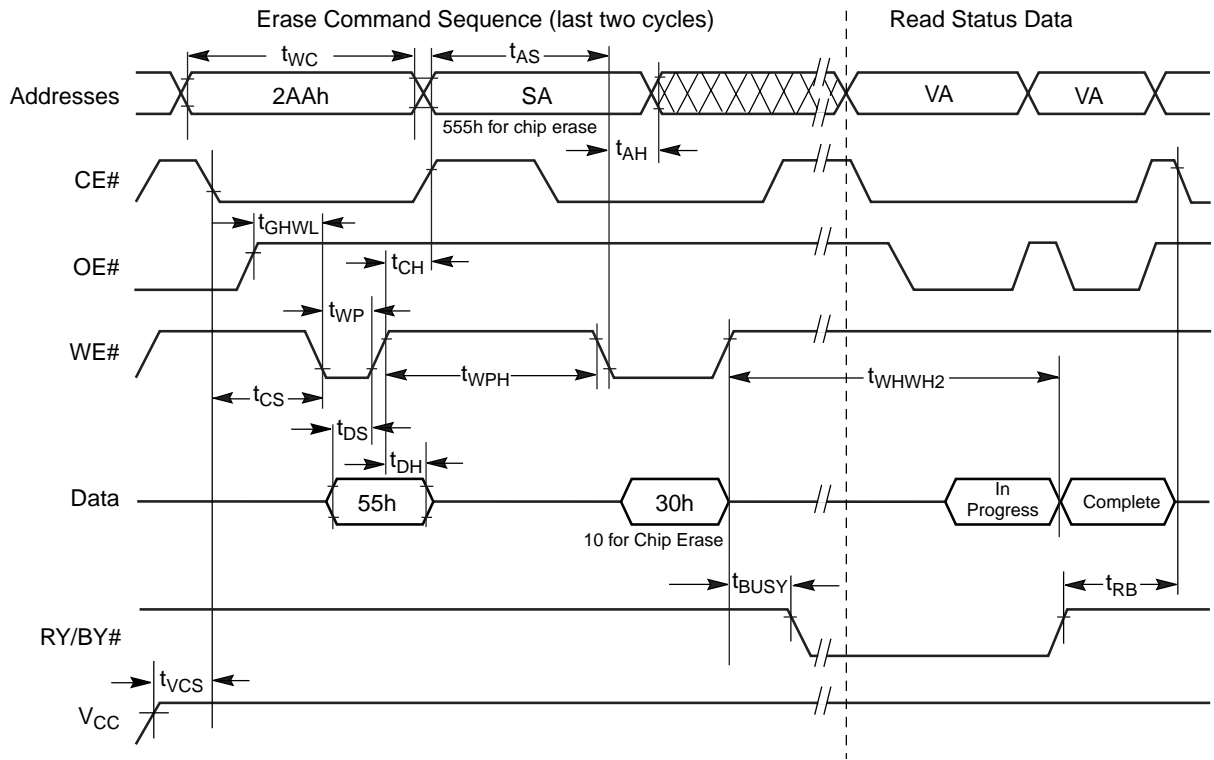 Erase Command Sequence (last two cycles)
Read Status Data
tWC
tAS
Addresses
2AAh
SA
VA
VA
555h for chip erase
tAH
CE#
tGHWL
OE#
tCH
tWP
WE#
tWPH
tWHWH2
tCS
tDS
tDH
Data
55h
30h
In
Progress
Complete
10 for Chip Erase
tBUSY
tRB
RY/BY#
tVCS
VCC